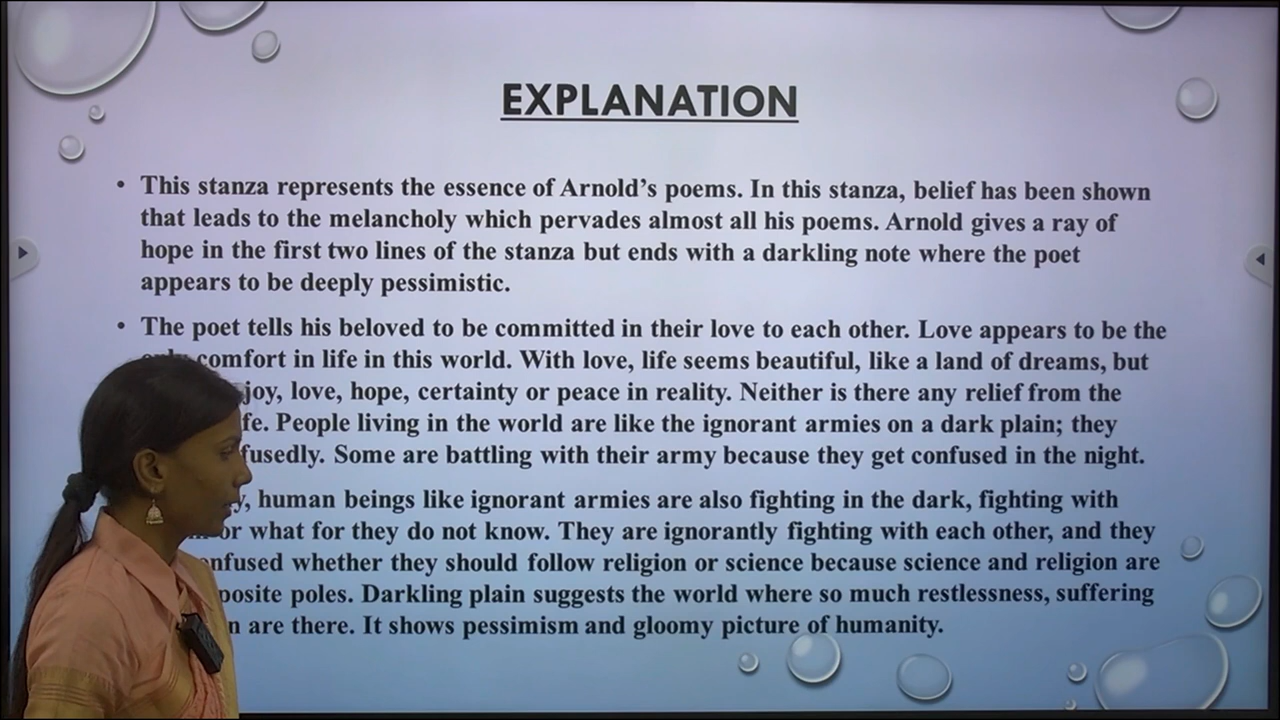 EXPLANATION
• This stanza represents the essence of Arnold's poems. In this stanza, belief has been shown
that leads to the melancholy which pervades almost all his poems. Arnold gives a ray of
hope in the first two lines of the stanza but ends with a darkling note where the poet
appears to be deeply pessimistic.
• The poet tells his beloved to be committed in their love to each other. Love appears to be the
comfort in life in this world. With love, life seems beautiful, like a land of dreams, but
joy, love, hope, certainty or peace in reality. Neither is there any relief from the
People living in the world are like the ignorant armies on a dark plain; they
Some are battling with their army because they get confused in the night.
human beings like ignorant armies are also fighting in the dark, fighting with
or what for they do not know. They are ignorantly fighting with each other, and they
whether they should follow religion or science because science and religion are
poles. Darkling plain suggests the world where so much restlessness, suffering
are there. It shows pessimism and gloomy picture of humanity.